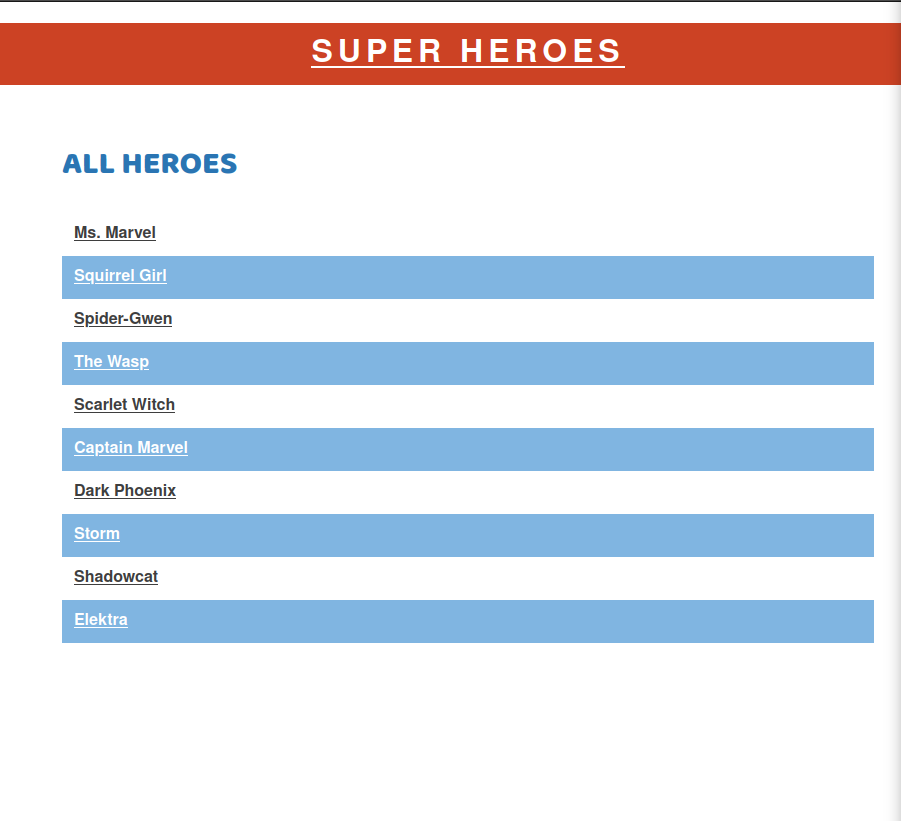 SUPER HEROES
ALL HEROES
Ms. Marvel
Squirrel Girl
Spider-Gwen
The Wasp
Scarlet Witch
Captain Marvel
Dark Phoenix
Storm
Shadowcat
Elektra